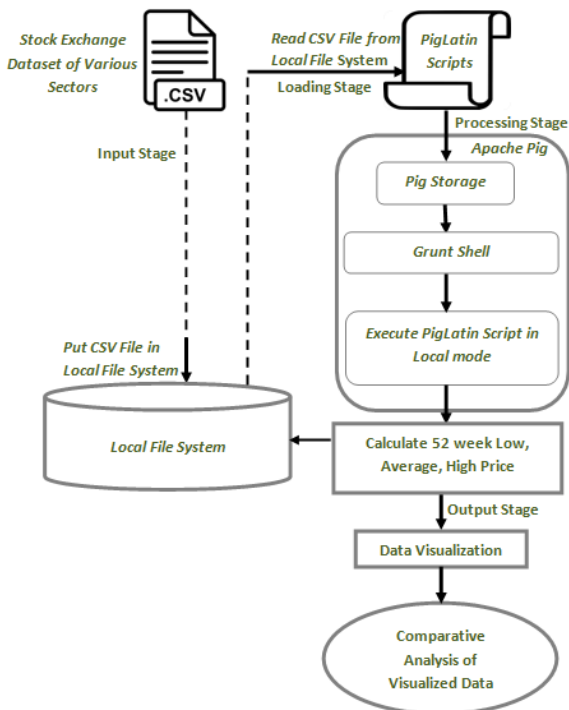 Stock Exchange
Dataset of Various
Sectors
.CSV
Read CSV File from
Local File System
Loading Stage
PigLatin
Scripts
Input Stage
Processing Stage
Apache Pig
Pig Storage
Grunt Shell
Execute PigLatin Script in
Local mode
Put CSV File in
Local File System
Local File System
Calculate 52 week Low,
Average, High Price
Output Stage
Data Visualization
Comparative
Analysis of
Visualized Data